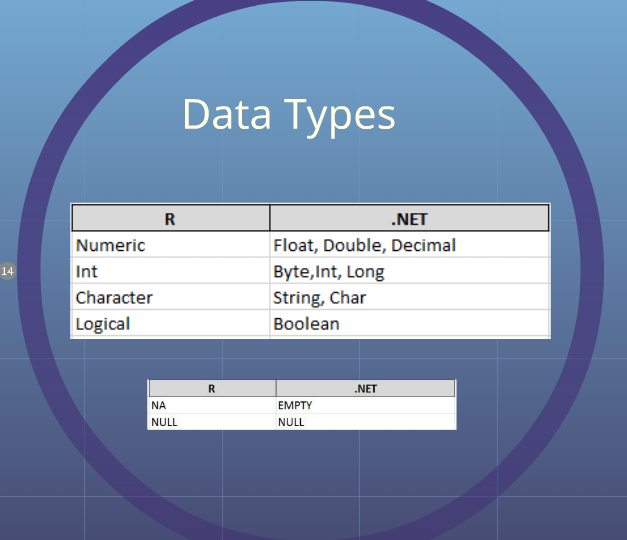 Data Types
R .NET
Numeric Float, Double, Decimal
Int Byte,Int, Long
Character String, Char
Logical Boolean
14
R .NET
NA EMPTY
NULL NULL